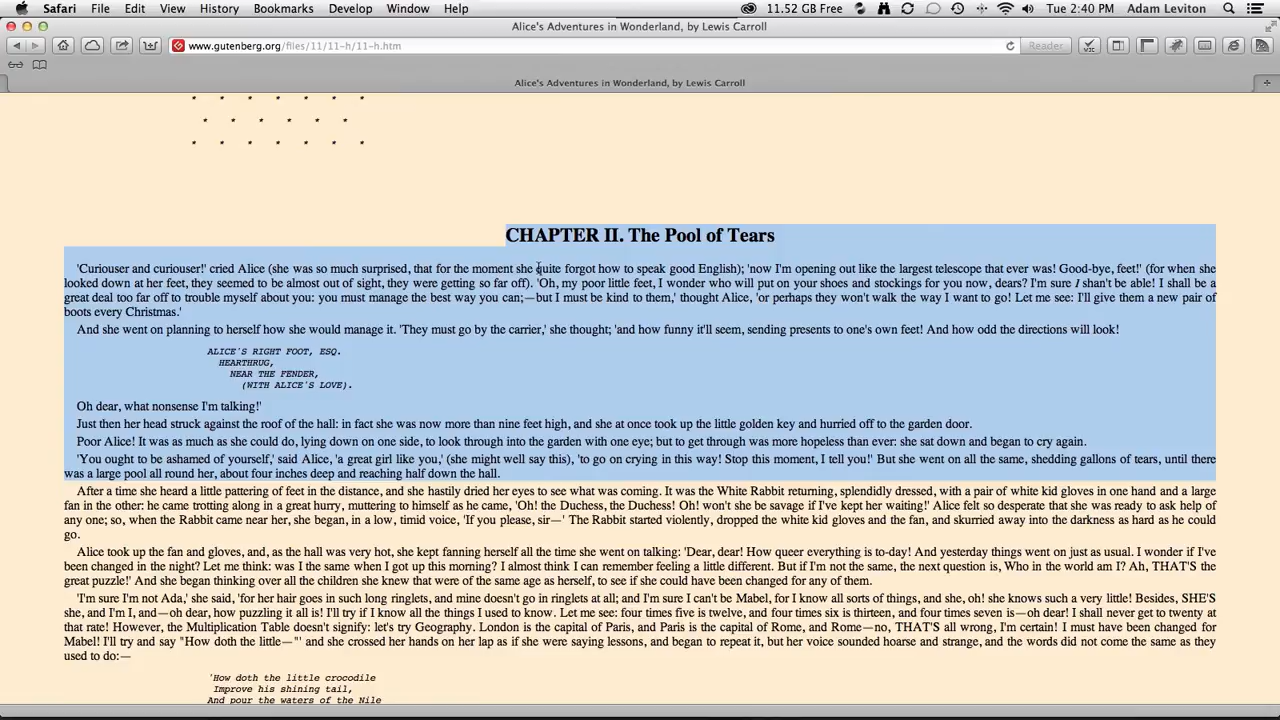 Safari File Edit View History Bookmarks Develop Window Help 11.52 GB Free Tue 2:40 PM Adam Leviton
Alice's Adventures in Wonderland, by Lewis Carroll
www.gutenberg.org/files/11/11-h/11-h.htm Reader
Alice's Adventures in Wonderland, by Lewis Carroll
* * * * * * *
* * * * * *
* * * * * * *
CHAPTER II. The Pool of Tears
'Curiouser and curiouser!' cried Alice (she was so much surprised, that for the moment she quite forgot how to speak good English); 'now I'm opening out like the largest telescope that ever was! Good-bye, feet!' (for when she
looked down at her feet, they seemed to be almost out of sight, they were getting so far off). 'Oh, my poor little feet, I wonder who will put on your shoes and stockings for you now, dears? I'm sure I shan't be able! I shall be a
great deal too far off to trouble myself about you: you must manage the best way you can;—but I must be kind to them,' thought Alice, 'or perhaps they won't walk the way I want to go! Let me see: I'll give them a new pair of
boots every Christmas.'
And she went on planning to herself how she would manage it. 'They must go by the carrier,' she thought; 'and how funny it'll seem, sending presents to one's own feet! And how odd the directions will look!
ALICE'S RIGHT FOOT, ESQ.
HEARTHRUG,
NEAR THE FENDER,
(WITH ALICE'S LOVE).
Oh dear, what nonsense I'm talking!'
Just then her head struck against the roof of the hall: in fact she was now more than nine feet high, and she at once took up the little golden key and hurried off to the garden door.
Poor Alice! It was as much as she could do, lying down on one side, to look through into the garden with one eye; but to get through was more hopeless than ever: she sat down and began to cry again.
'You ought to be ashamed of yourself,' said Alice, 'a great girl like you,' (she might well say this), 'to go on crying in this way! Stop this moment, I tell you!' But she went on all the same, shedding gallons of tears, until there
was a large pool all round her, about four inches deep and reaching half down the hall.
After a time she heard a little pattering of feet in the distance, and she hastily dried her eyes to see what was coming. It was the White Rabbit returning, splendidly dressed, with a pair of white kid gloves in one hand and a large
fan in the other: he came trotting along in a great hurry, muttering to himself as he came, 'Oh! the Duchess, the Duchess! Oh! won't she be savage if I've kept her waiting!' Alice felt so desperate that she was ready to ask help of
any one; so, when the Rabbit came near her, she began, in a low, timid voice, 'If you please, sir—' The Rabbit started violently, dropped the white kid gloves and the fan, and skurried away into the darkness as hard as he could
go.
Alice took up the fan and gloves, and, as the hall was very hot, she kept fanning herself all the time she went on talking: 'Dear, dear! How queer everything is to-day! And yesterday things went on just as usual. I wonder if I've
been changed in the night? Let me think: was I the same when I got up this morning? I almost think I can remember feeling a little different. But if I'm not the same, the next question is, Who in the world am I? Ah, THAT'S the
great puzzle!' And she began thinking over all the children she knew that were of the same age as herself, to see if she could have been changed for any of them.
'I'm sure I'm not Ada,' she said, 'for her hair goes in such long ringlets, and mine doesn't go in ringlets at all; and I'm sure I can't be Mabel, for I know all sorts of things, and she, oh! she knows such a very little! Besides, SHE'S
she, and I'm I, and—oh dear, how puzzling it all is! I'll try if I know all the things I used to know. Let me see: four times five is twelve, and four times six is thirteen, and four times seven is—oh dear! I shall never get to twenty at
that rate! However, the Multiplication Table doesn't signify: let's try Geography. London is the capital of Paris, and Paris is the capital of Rome, and Rome—no, THAT'S all wrong, I'm certain! I must have been changed for
Mabel! I'll try and say "How doth the little—"' and she crossed her hands on her lap as if she were saying lessons, and began to repeat it, but her voice sounded hoarse and strange, and the words did not come the same as they
used to do:—
'How doth the little crocodile
Improve his shining tail,
And pour the waters of the Nile